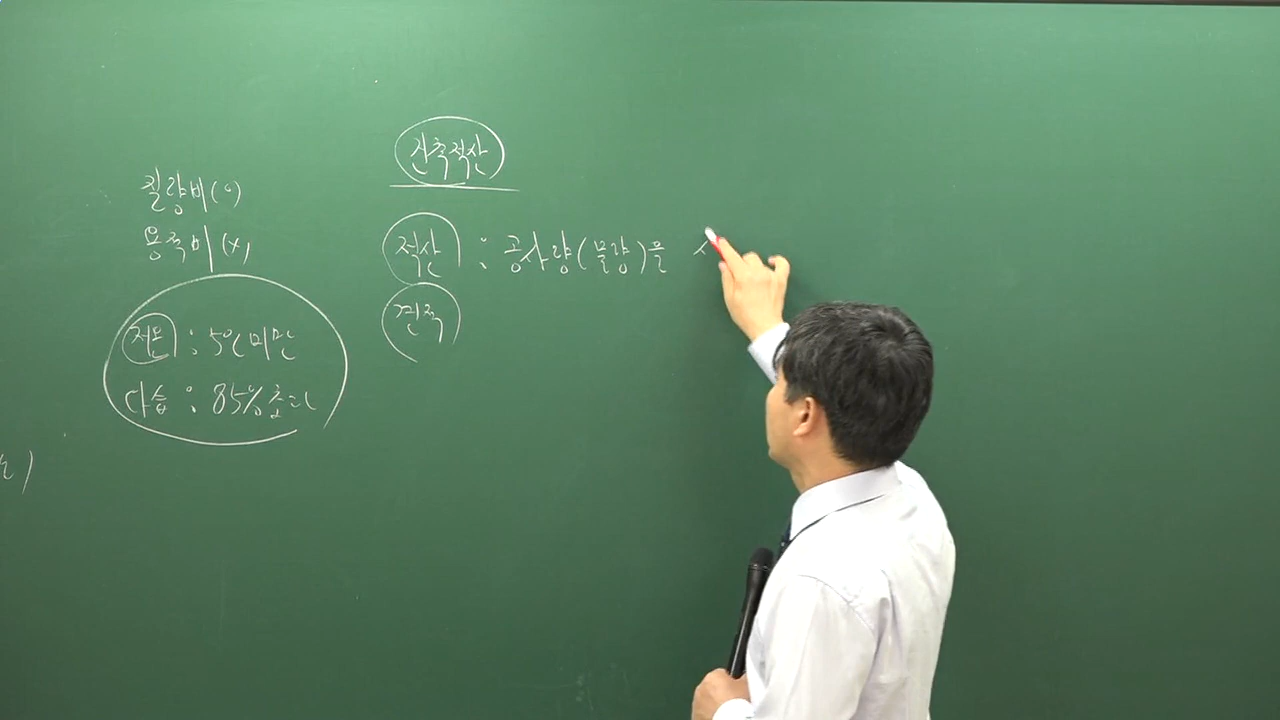 질량비(o)
용적비(x)
저온 : 5℃미만
다습 : 85%초과
건축적산
적산 : 공사량(물량)을 ㅅ
견적